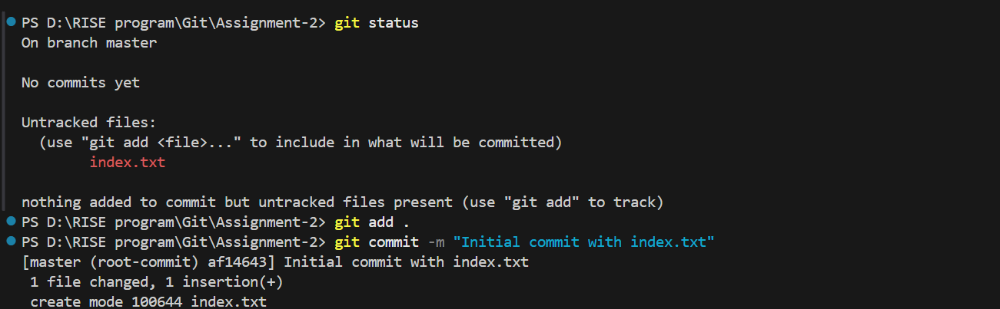 PS D:\RISE program\Git\Assignment-2> git status
On branch master
No commits yet
Untracked files:
(use "git add <file>..." to include in what will be committed)
index.txt
nothing added to commit but untracked files present (use "git add" to track)
PS D:\RISE program\Git\Assignment-2> git add .
PS D:\RISE program\Git\Assignment-2> git commit -m "Initial commit with index.txt"
[master (root-commit) af14643] Initial commit with index.txt
1 file changed, 1 insertion(+)
create mode 100644 index.txt